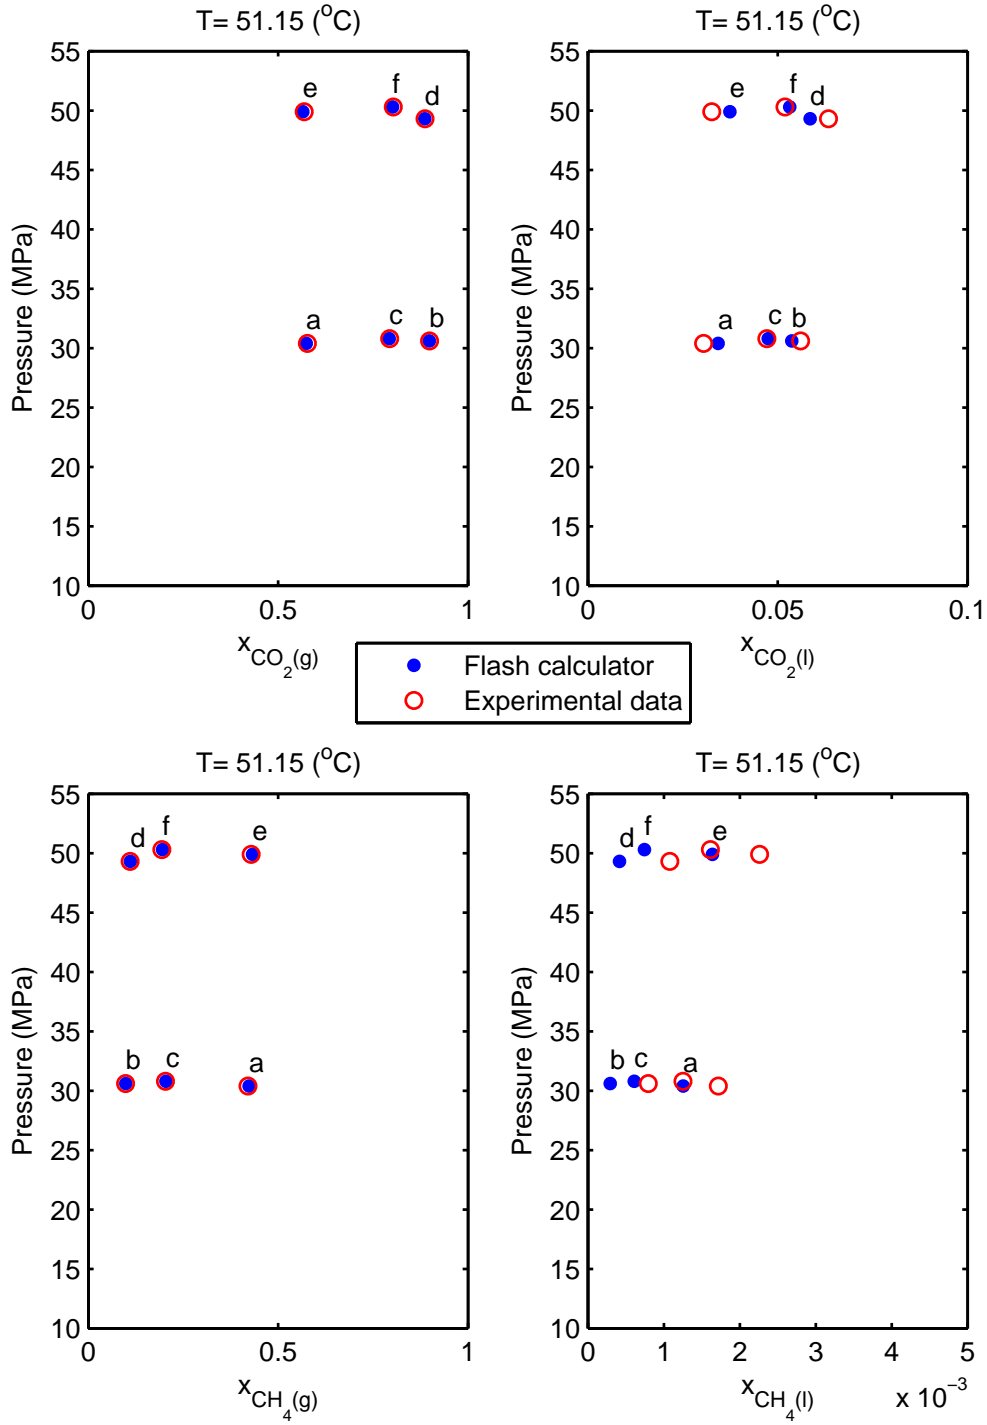 T= 51.15 (°C)
55
50
45
40
35
30
25
20
15
10
Pressure (MPa)
e
f
d
a
c
b
0
0.5
1
x_CO2(g)
T= 51.15 (°C)
55
50
45
40
35
30
25
20
15
10
Pressure (MPa)
e
f
d
a
c
b
0
0.05
0.1
x_CO2(l)
Flash calculator
Experimental data
T= 51.15 (°C)
55
50
45
40
35
30
25
20
15
10
Pressure (MPa)
d
f
e
b
c
a
0
0.5
1
x_CH4(g)
T= 51.15 (°C)
55
50
45
40
35
30
25
20
15
10
Pressure (MPa)
d
f
e
b
c
a
0
1
2
3
4
5
x_CH4(l)
x 10^−3